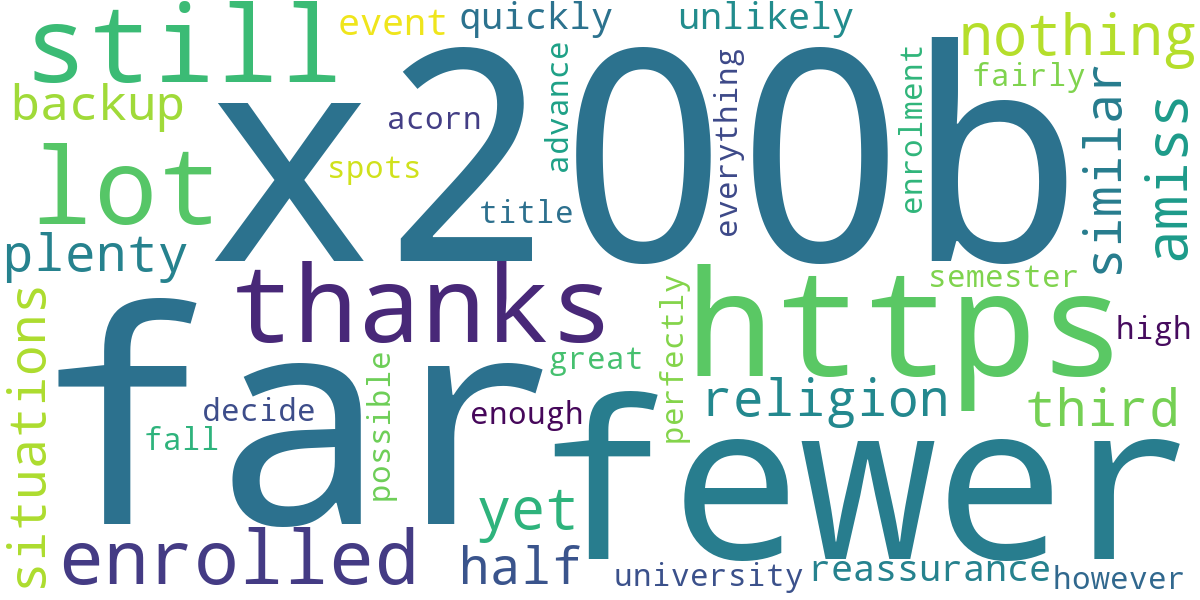 still
event
quickly
unlikely
nothing
backup
x200b
acorn
advance
everything
enrolment
fairly
similar
amiss
lot
spots
title
plenty
thanks
https
semester
situations
far
perfectly
high
great
possible
decide
enough
religion
third
fall
fewer
yet
enrolled
half
university
reassurance
however